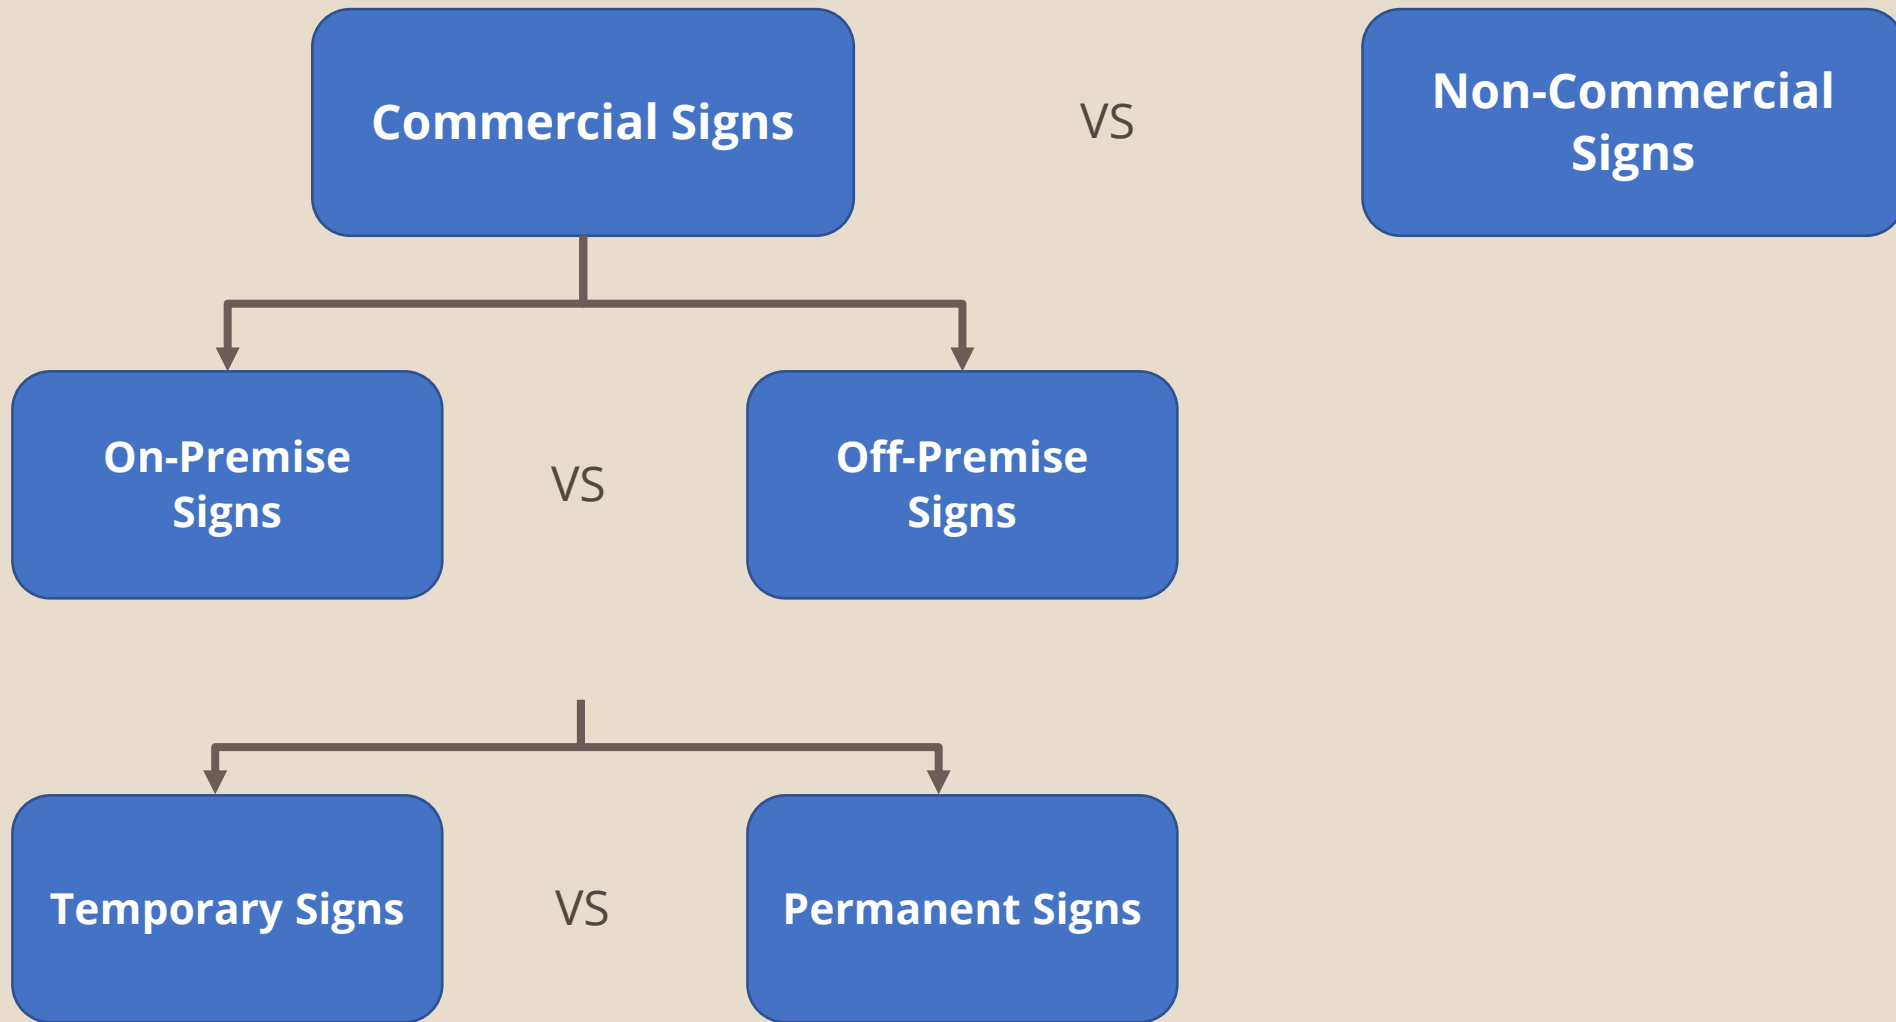 Commercial Signs
VS
Non-Commercial
Signs
On-Premise
Signs
VS
Off-Premise
Signs
Temporary Signs
VS
Permanent Signs